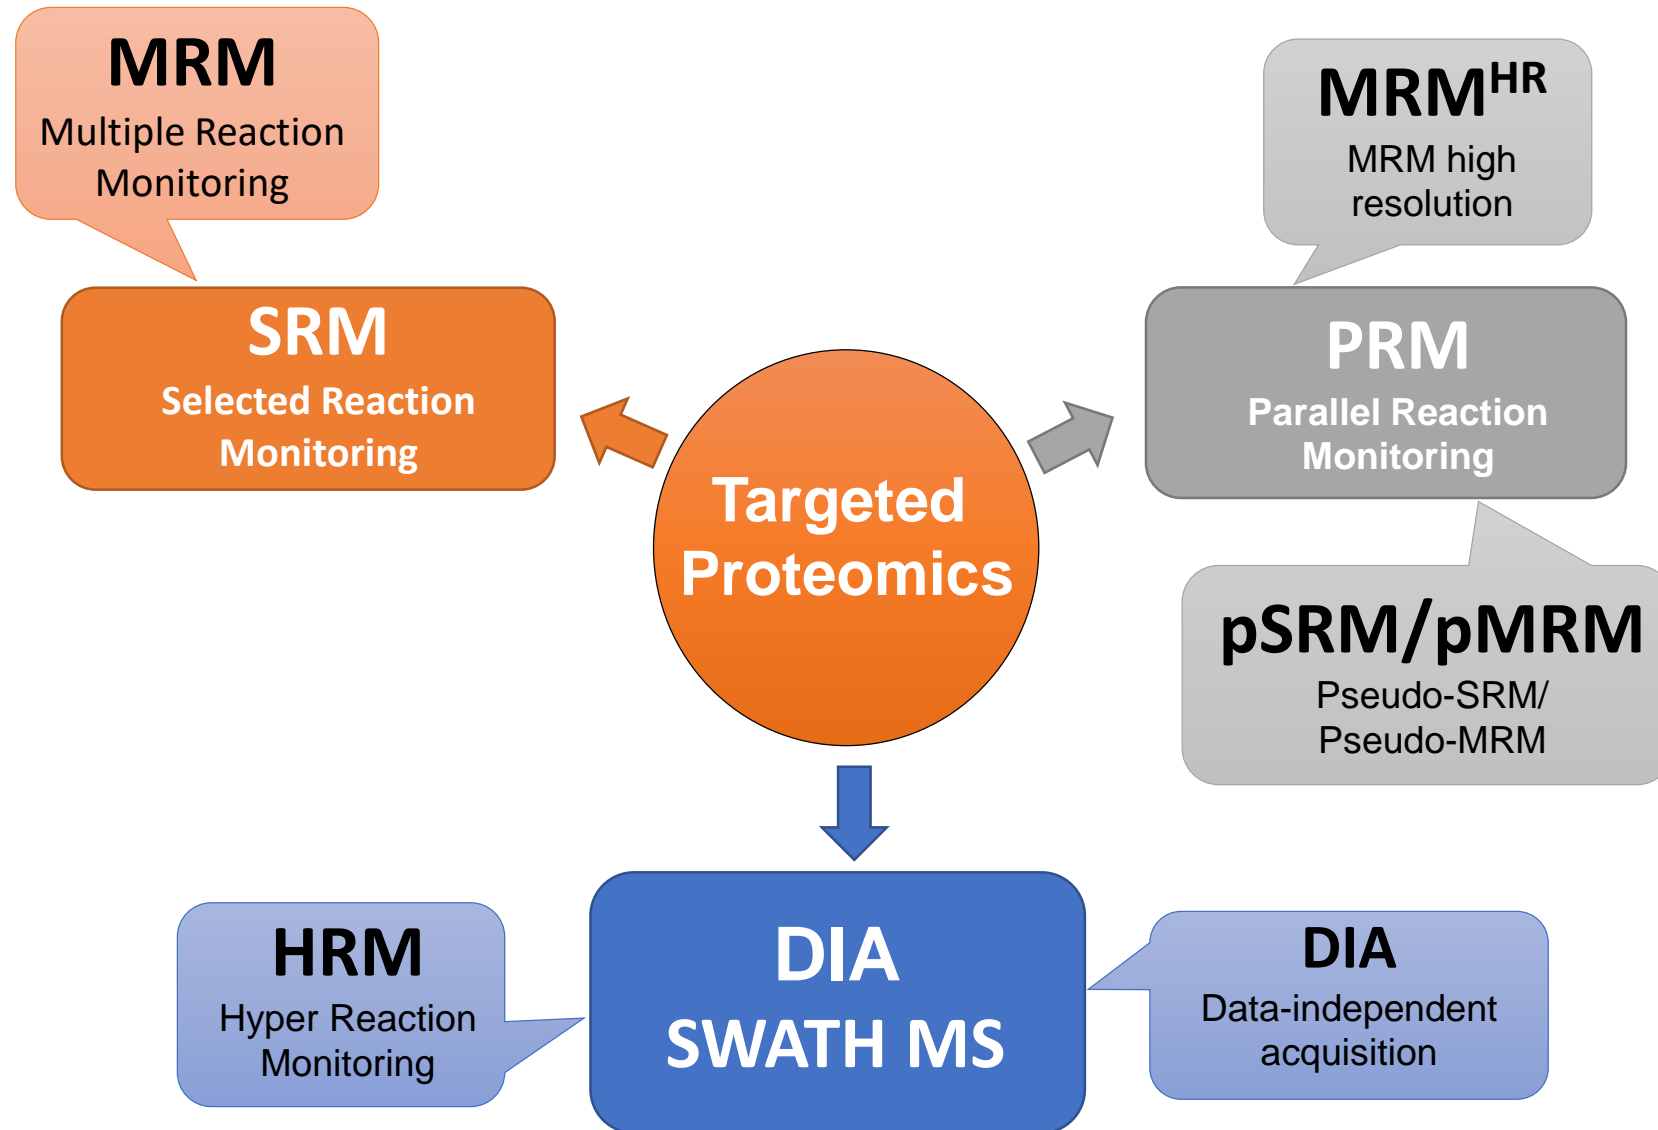 MRM
Multiple Reaction
Monitoring
SRM
Selected Reaction
Monitoring
MRMHR
MRM high
resolution
PRM
Parallel Reaction
Monitoring
Targeted
Proteomics
pSRM/pMRM
Pseudo-SRM/
Pseudo-MRM
HRM
Hyper Reaction
Monitoring
DIA
SWATH MS
DIA
Data-independent
acquisition